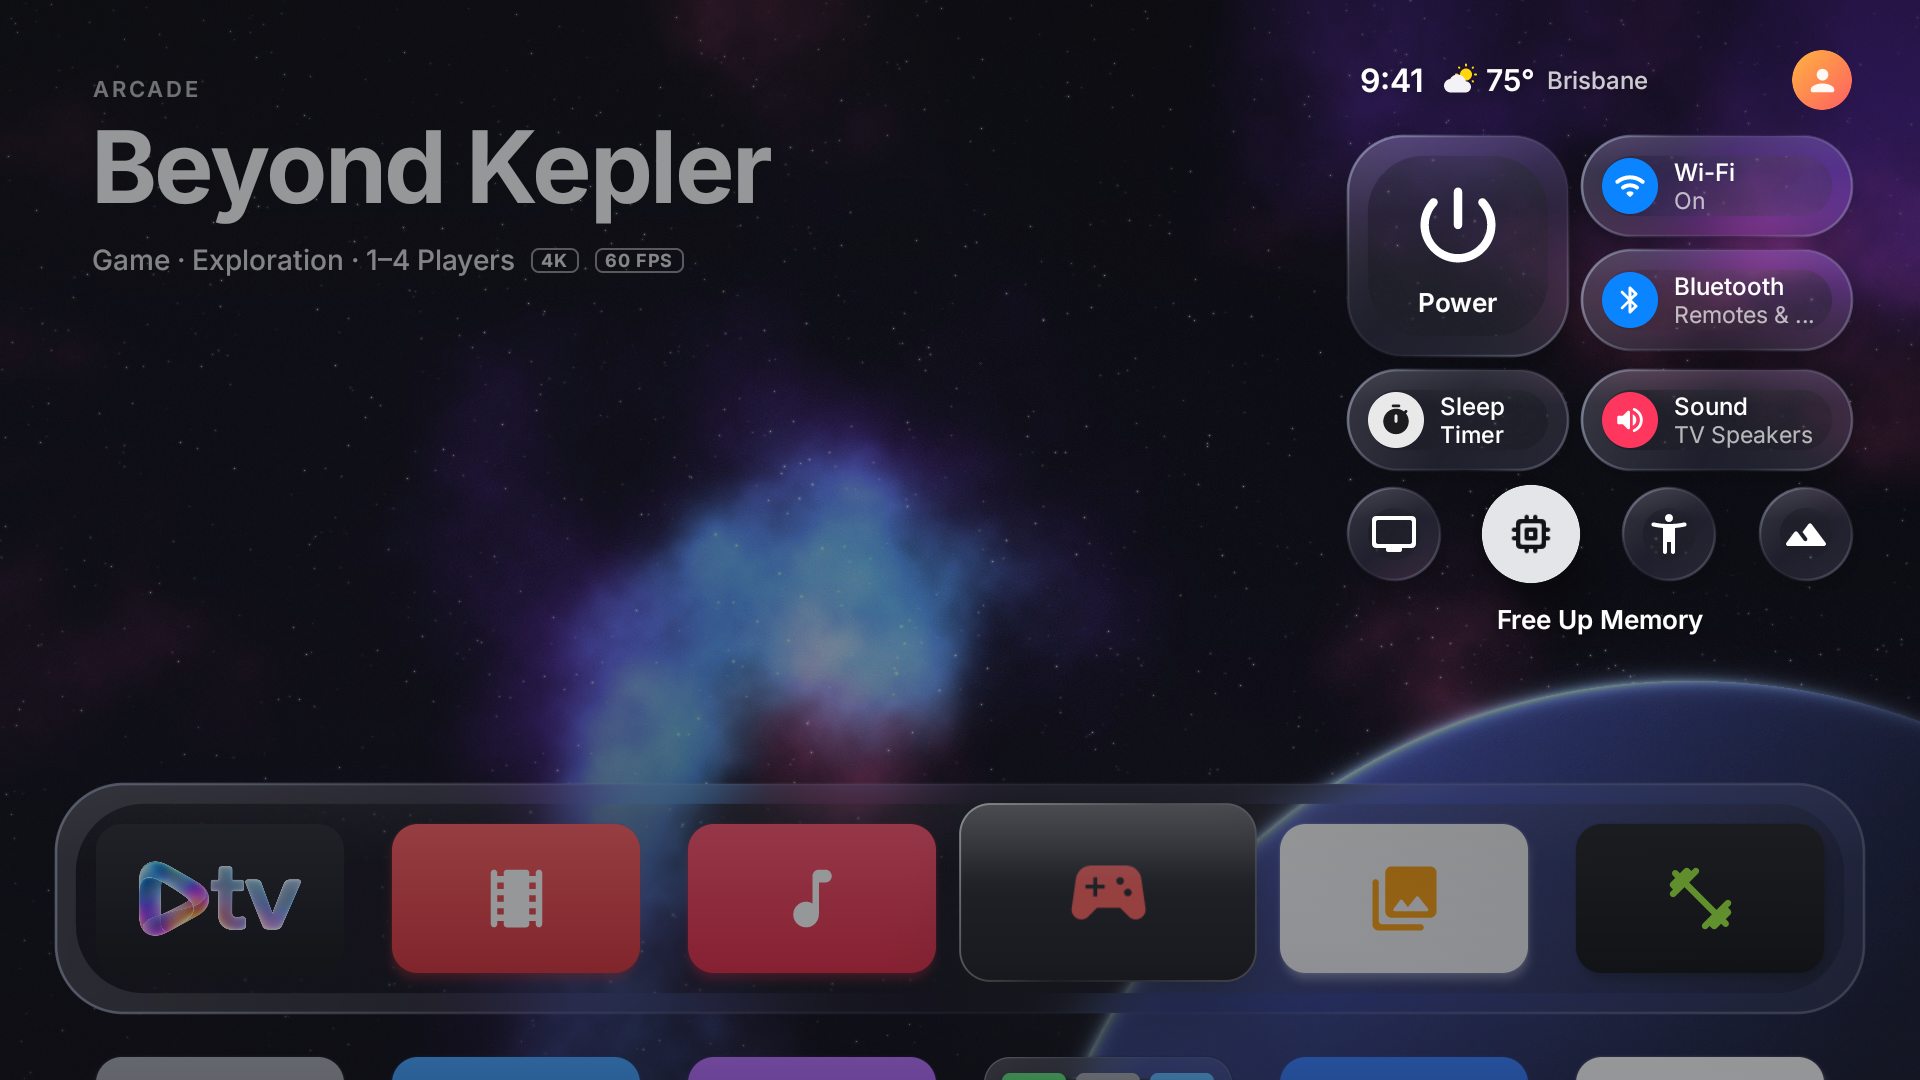 ARCADE
Beyond Kepler
Game · Exploration · 1–4 Players 4K 60 FPS
9:41 75° Brisbane
Power
Wi-Fi
On
Bluetooth
Remotes & ...
Sleep
Timer
Sound
TV Speakers
Free Up Memory
tv